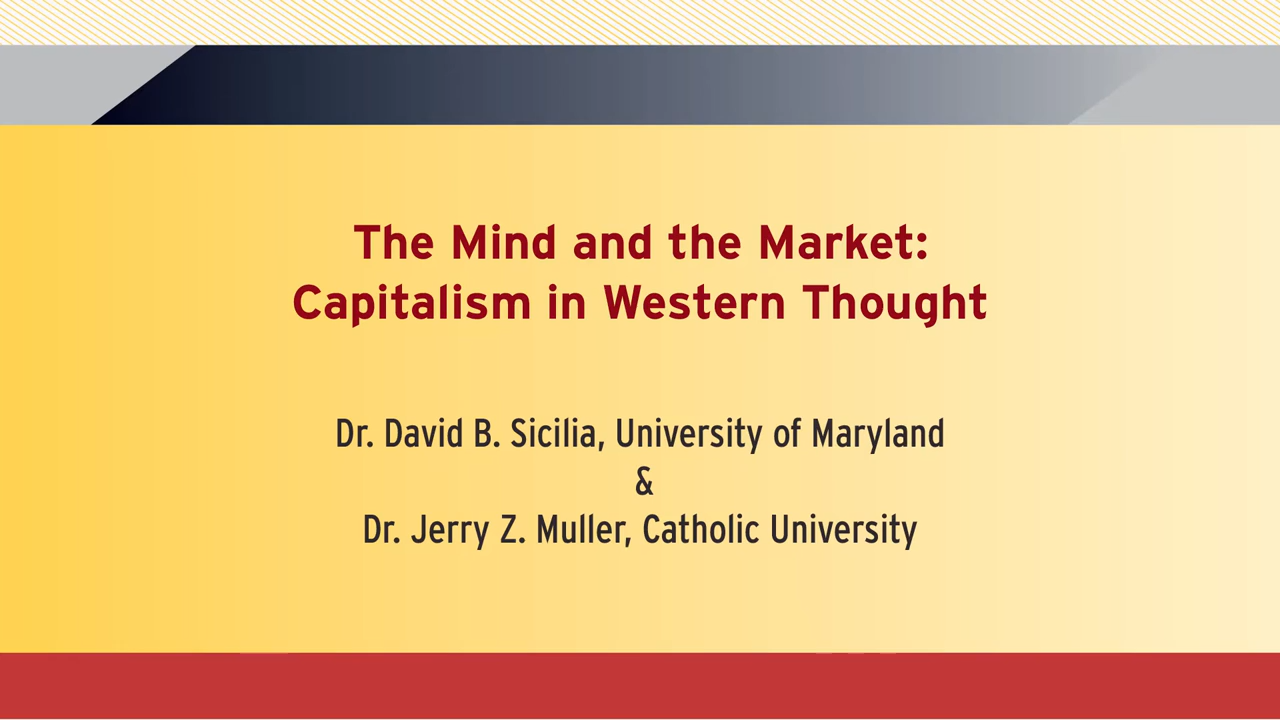 The Mind and the Market:
Capitalism in Western Thought
Dr. David B. Sicilia, University of Maryland
&
Dr. Jerry Z. Muller, Catholic University